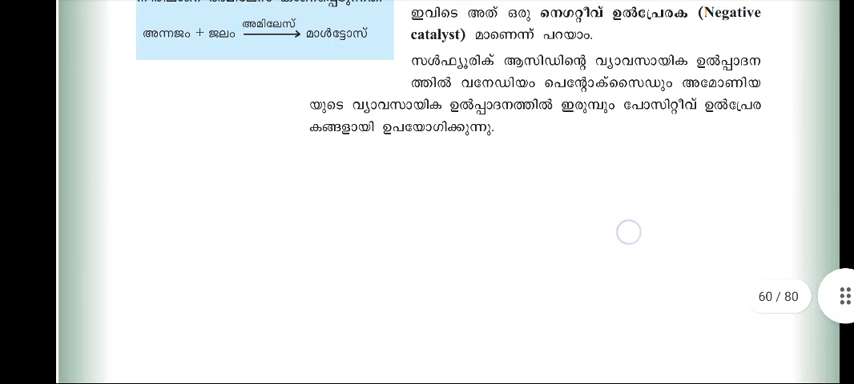 അമിലേസ്
അന്നജം + ജലം ⟶ മാൾട്ടോസ്
ഇവിടെ അത് ഒരു നെഗറ്റീവ് ഉൽപ്രേരക (Negative
catalyst) മാണെന്ന് പറയാം.
സൾഫ്യൂരിക് ആസിഡിന്റെ വ്യാവസായിക ഉൽപ്പാദന
ത്തിൽ വനേഡിയം പെന്റോക്സൈഡും അമോണിയ
യുടെ വ്യാവസായിക ഉൽപ്പാദനത്തിൽ ഇരുമ്പും പോസിറ്റീവ് ഉൽപ്രേര
കങ്ങളായി ഉപയോഗിക്കുന്നു.
60 / 80